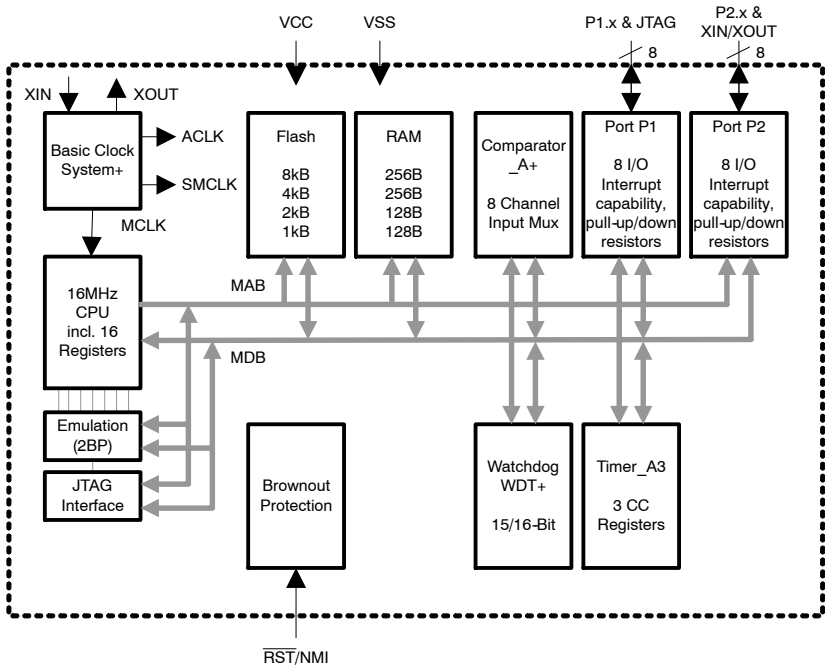 VCC
VSS
P1.x & JTAG
P2.x &
XIN/XOUT
8
8
XIN
XOUT
Basic Clock
System+
ACLK
SMCLK
MCLK
Flash
8kB
4kB
2kB
1kB
RAM
256B
256B
128B
128B
Comparator
_A+
8 Channel
Input Mux
Port P1
8 I/O
Interrupt
capability,
pull-up/down
resistors
Port P2
8 I/O
Interrupt
capability,
pull-up/down
resistors
MAB
16MHz
CPU
incl. 16
Registers
MDB
Emulation
(2BP)
JTAG
Interface
Brownout
Protection
Watchdog
WDT+
15/16-Bit
Timer_A3
3 CC
Registers
R̅S̅T̅/NMI